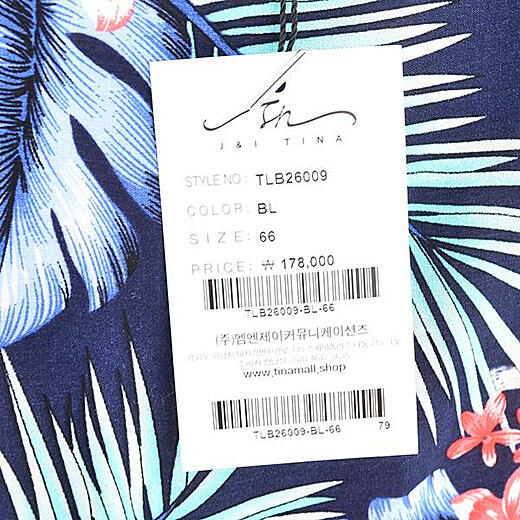 J&I TINA
STYLE NO: TLB26009
COLOR: BL
SIZE: 66
PRICE: ₩ 178,000
TLB26009-BL-66
(주)엠엔제이커뮤니케이션즈
www.tinamall.shop
TLB26009-BL-66 79